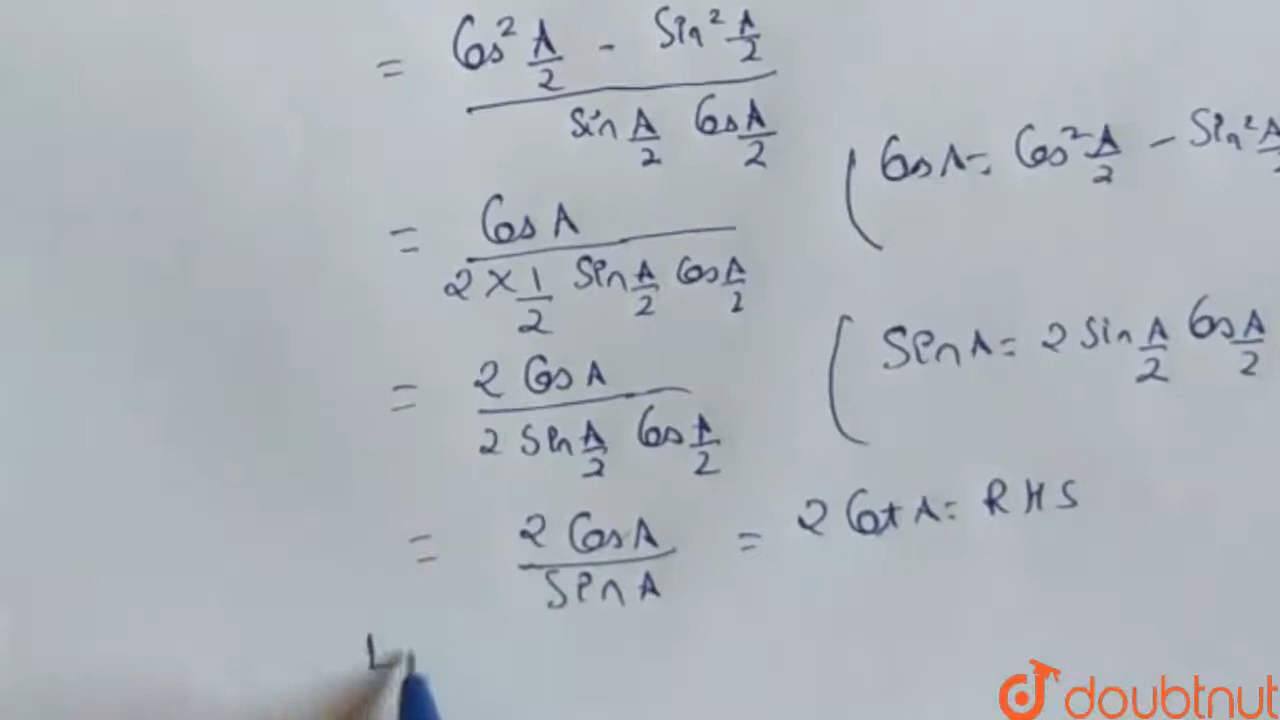 = Cos² A/2 - Sin² A/2
Sin A/2 Cos A/2
(Cos A = Cos² A/2 - Sin² A/2
= Cos A
2 × 1/2 Sin A/2 Cos A/2
(Sin A = 2 Sin A/2 Cos A/2
= 2 Cos A
2 Sin A/2 Cos A/2
= 2 Cos A / Sin A = 2 Cot A = RHS
L
doubtnut